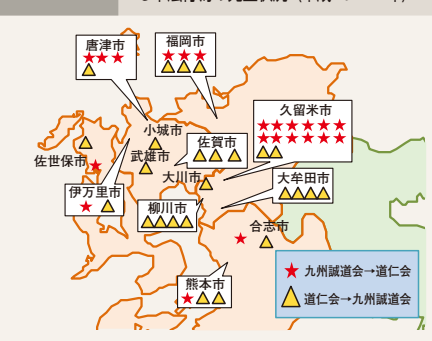 唐津市
福岡市
久留米市
小城市
佐賀市
武雄市
佐世保市
大川市
大牟田市
伊万里市
柳川市
合志市
熊本市
九州誠道会→道仁会
道仁会→九州誠道会